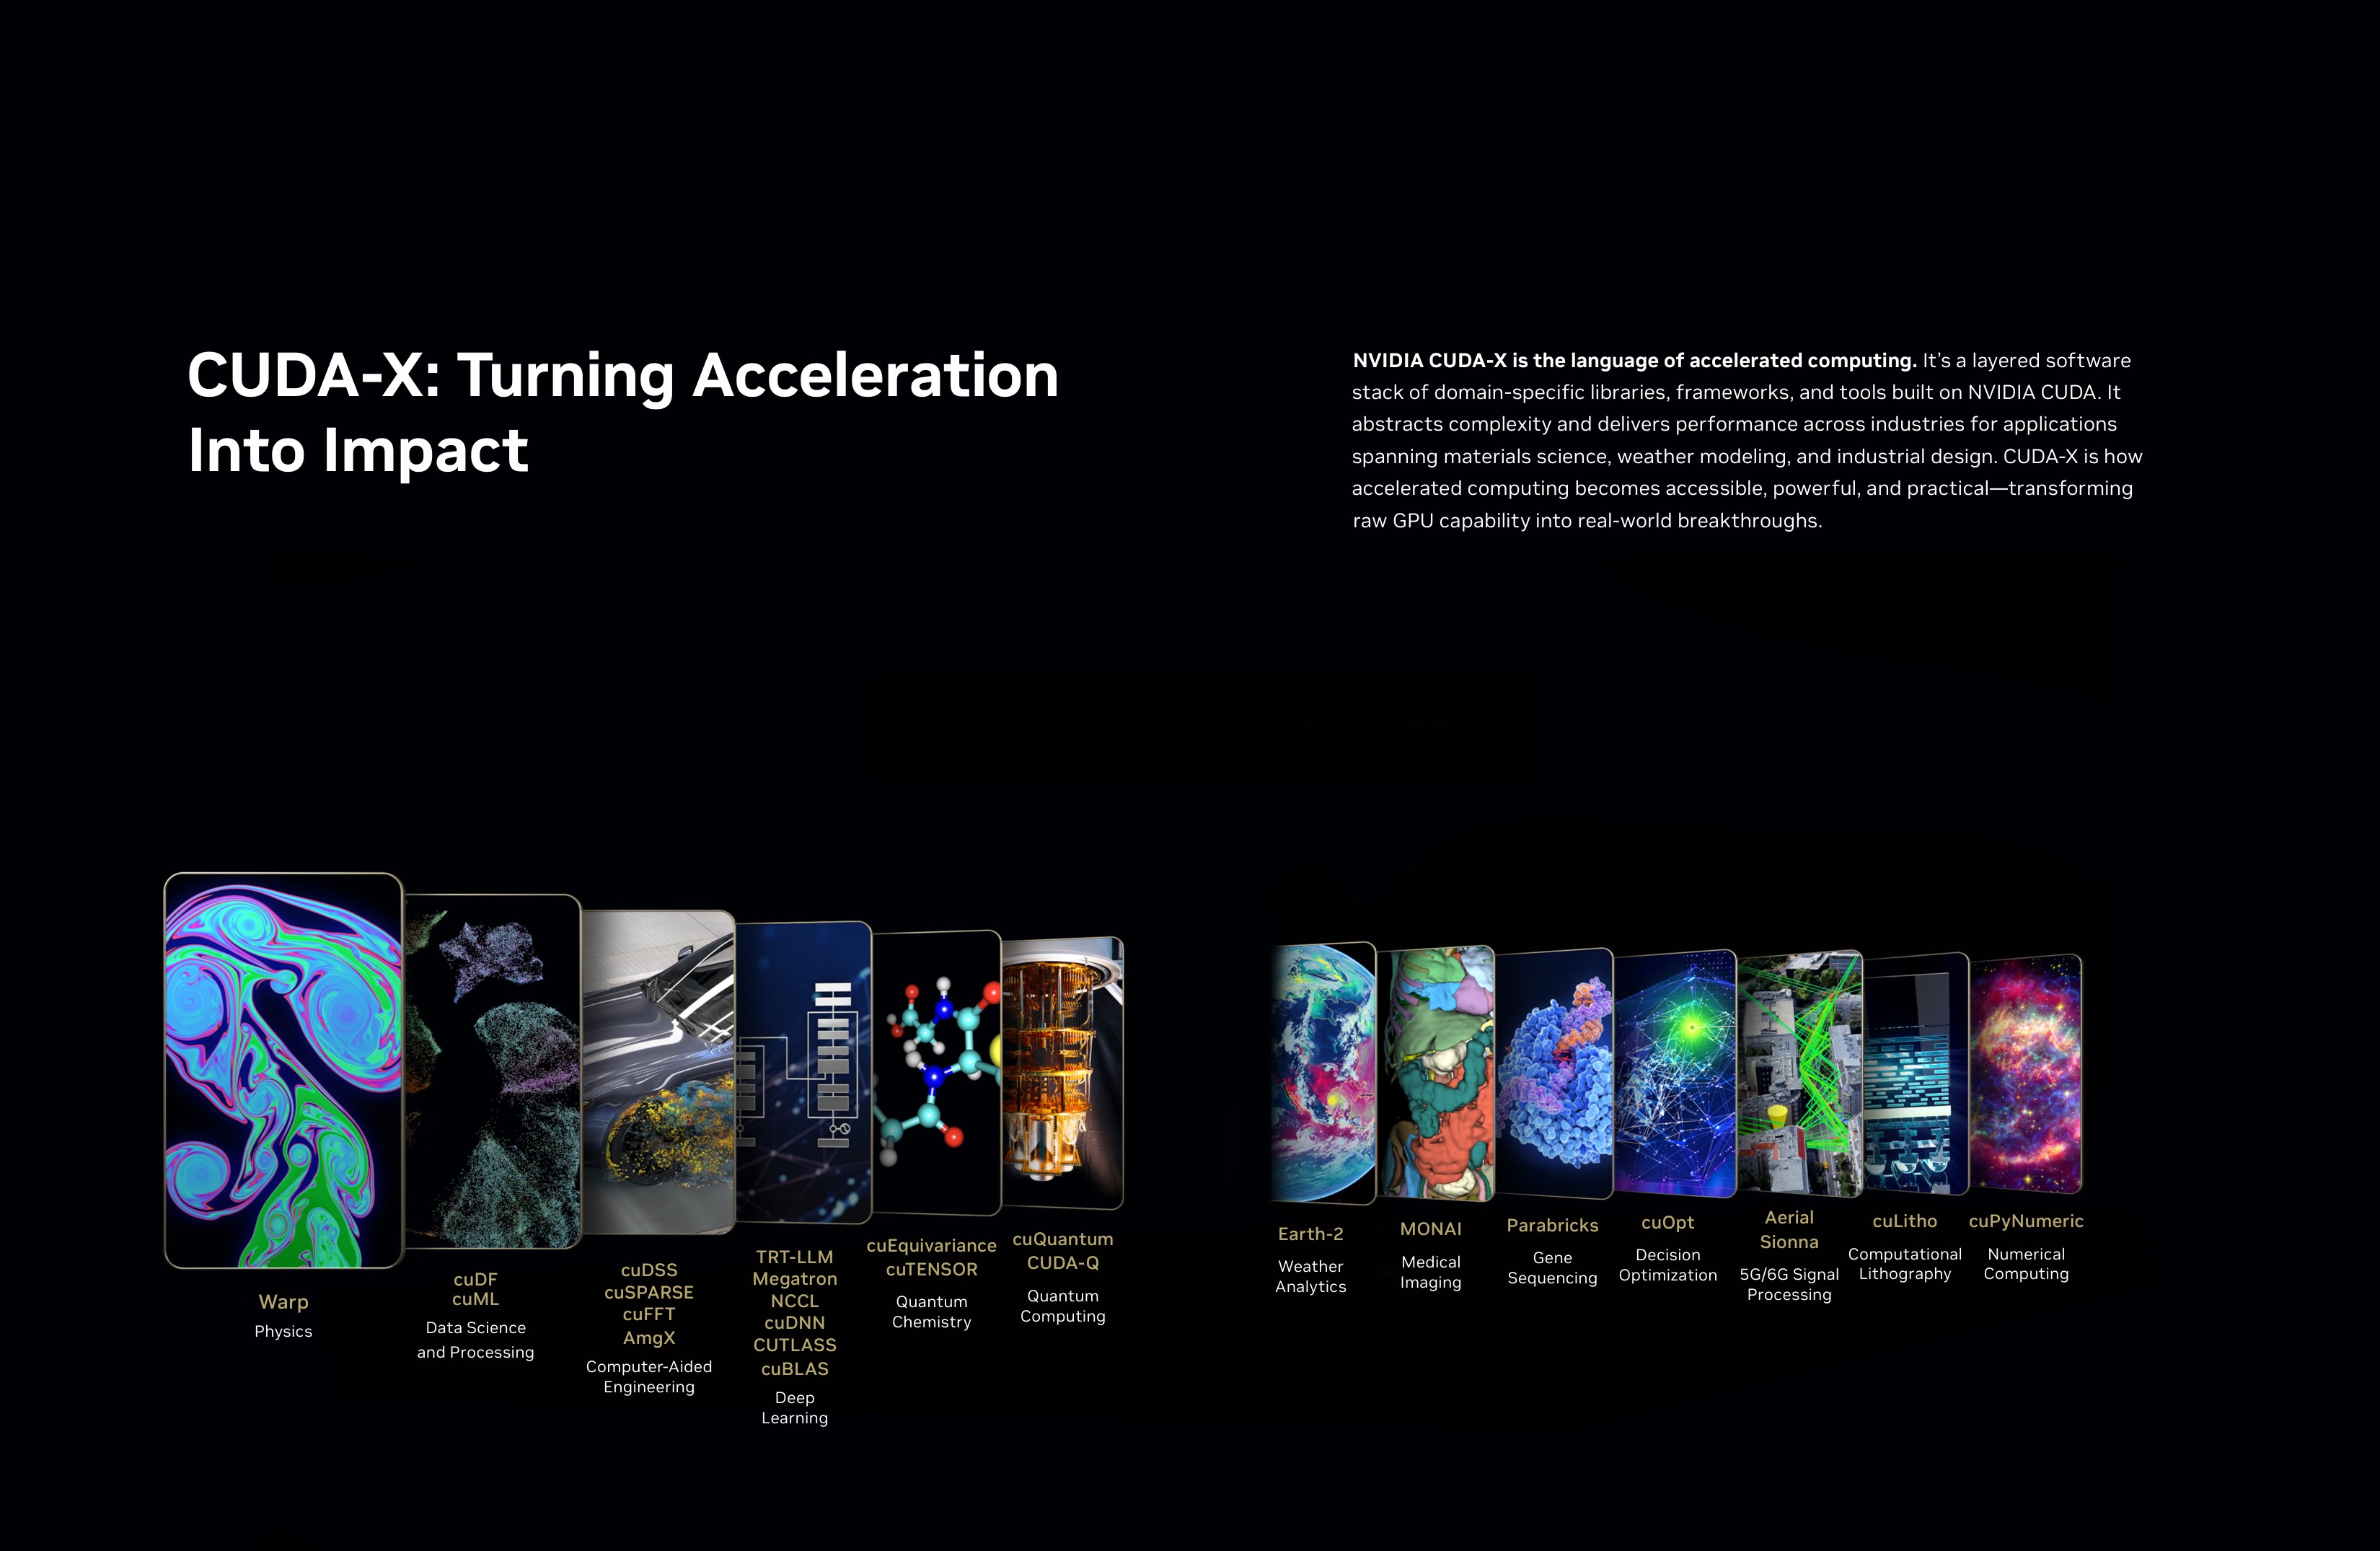 CUDA-X: Turning Acceleration
Into Impact
NVIDIA CUDA-X is the language of accelerated computing. It’s a layered software
stack of domain-specific libraries, frameworks, and tools built on NVIDIA CUDA. It
abstracts complexity and delivers performance across industries for applications
spanning materials science, weather modeling, and industrial design. CUDA-X is how
accelerated computing becomes accessible, powerful, and practical—transforming
raw GPU capability into real-world breakthroughs.
Warp
Physics
cuDF
cuML
Data Science
and Processing
cuDSS
cuSPARSE
cuFFT
AmgX
Computer-Aided
Engineering
TRT-LLM
Megatron
NCCL
cuDNN
CUTLASS
cuBLAS
Deep
Learning
cuEquivariance
cuTENSOR
Quantum
Chemistry
cuQuantum
CUDA-Q
Quantum
Computing
Earth-2
Weather
Analytics
MONAI
Medical
Imaging
Parabricks
Gene
Sequencing
cuOpt
Decision
Optimization
Aerial
Sionna
5G/6G Signal
Processing
cuLitho
Computational
Lithography
cuPyNumeric
Numerical
Computing